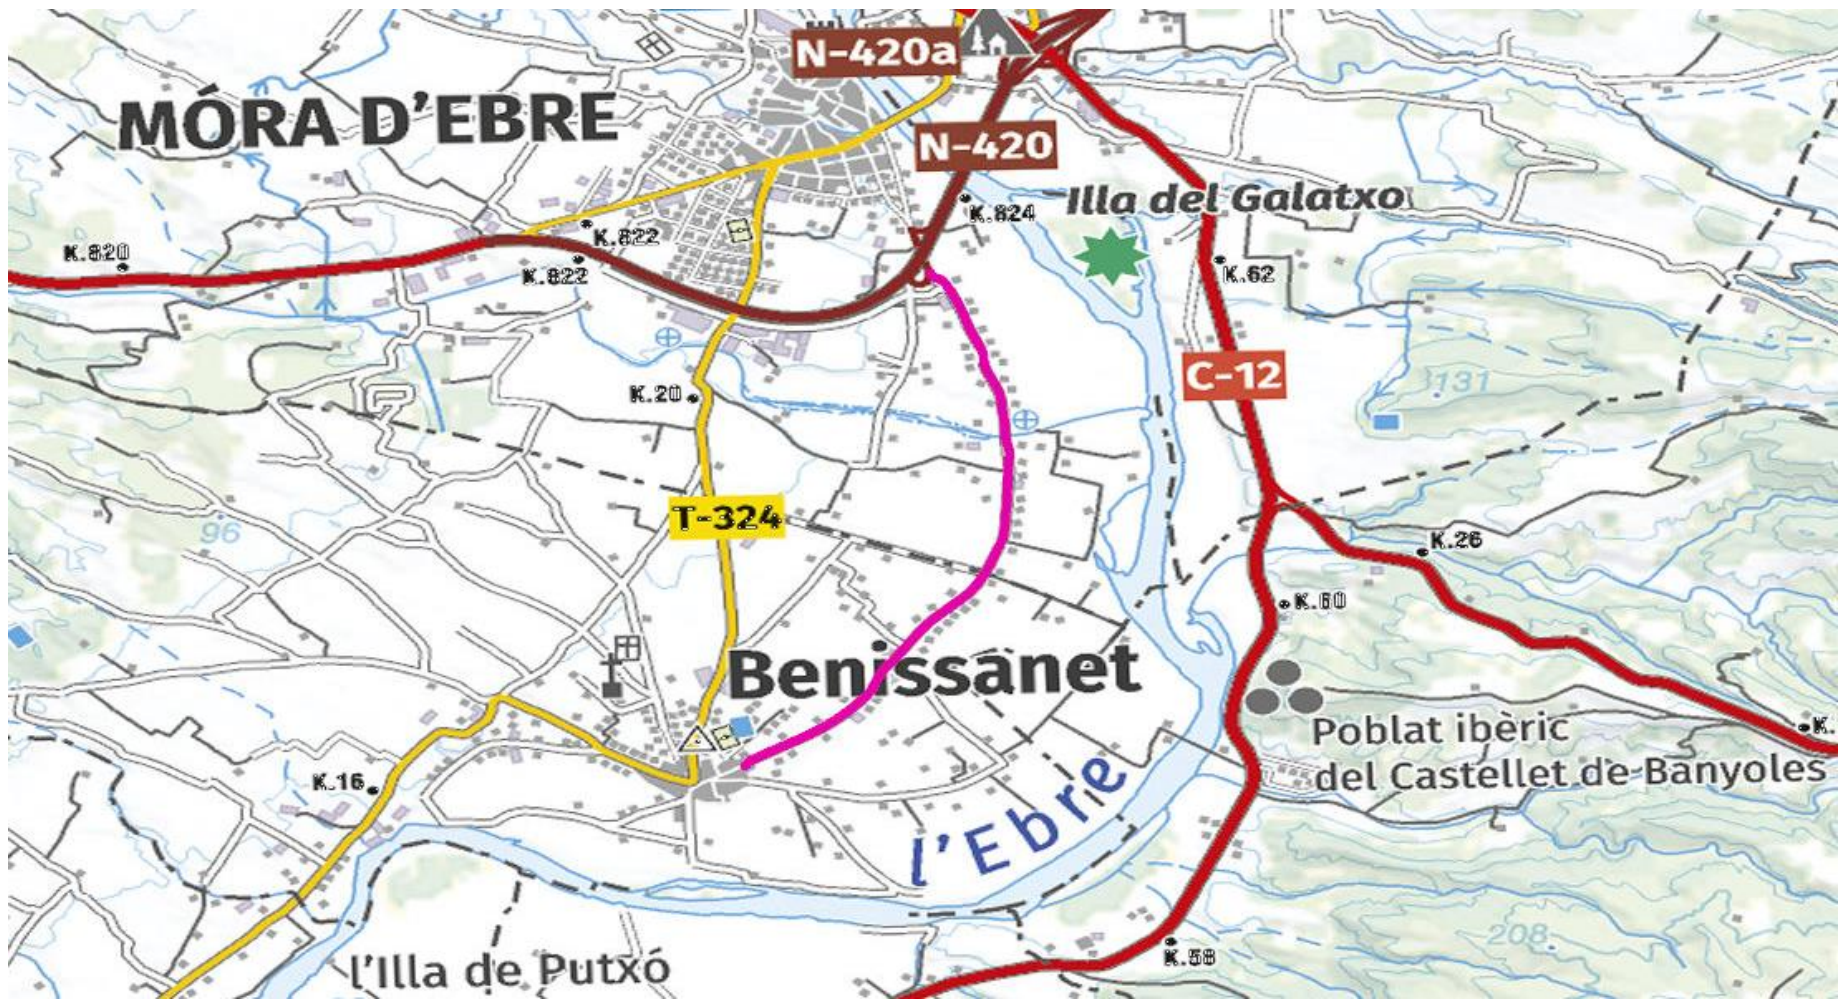 N-420a
MÓRA D'EBRE
N-420
Illa del Galatxo
K.824
K.822
K.820
K.822
K.62
C-12
131
K.20
T-324
96
K.26
K.60
Benissanet
Poblat ibèric
del Castellet de Banyoles
K.
K.16
l'Ebre
208
K.58
l'Illa de Putxó